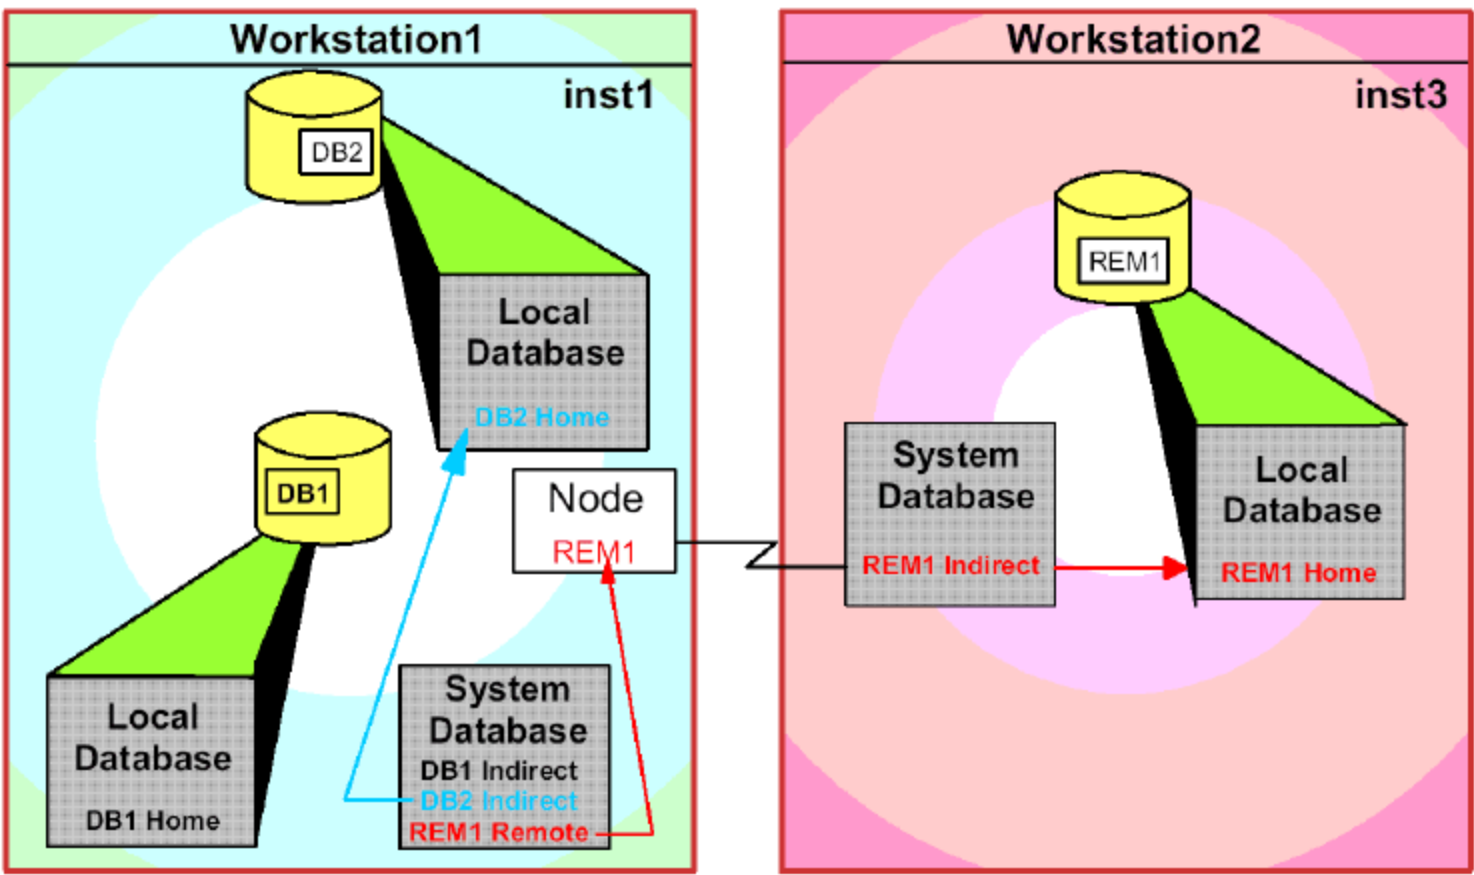 Workstation1
inst1
DB2
Local
Database
DB2 Home
DB1
Node
REM1
Local
Database
DB1 Home
System
Database
DB1 Indirect
DB2 Indirect
REM1 Remote
Workstation2
inst3
REM1
System
Database
REM1 Indirect
Local
Database
REM1 Home